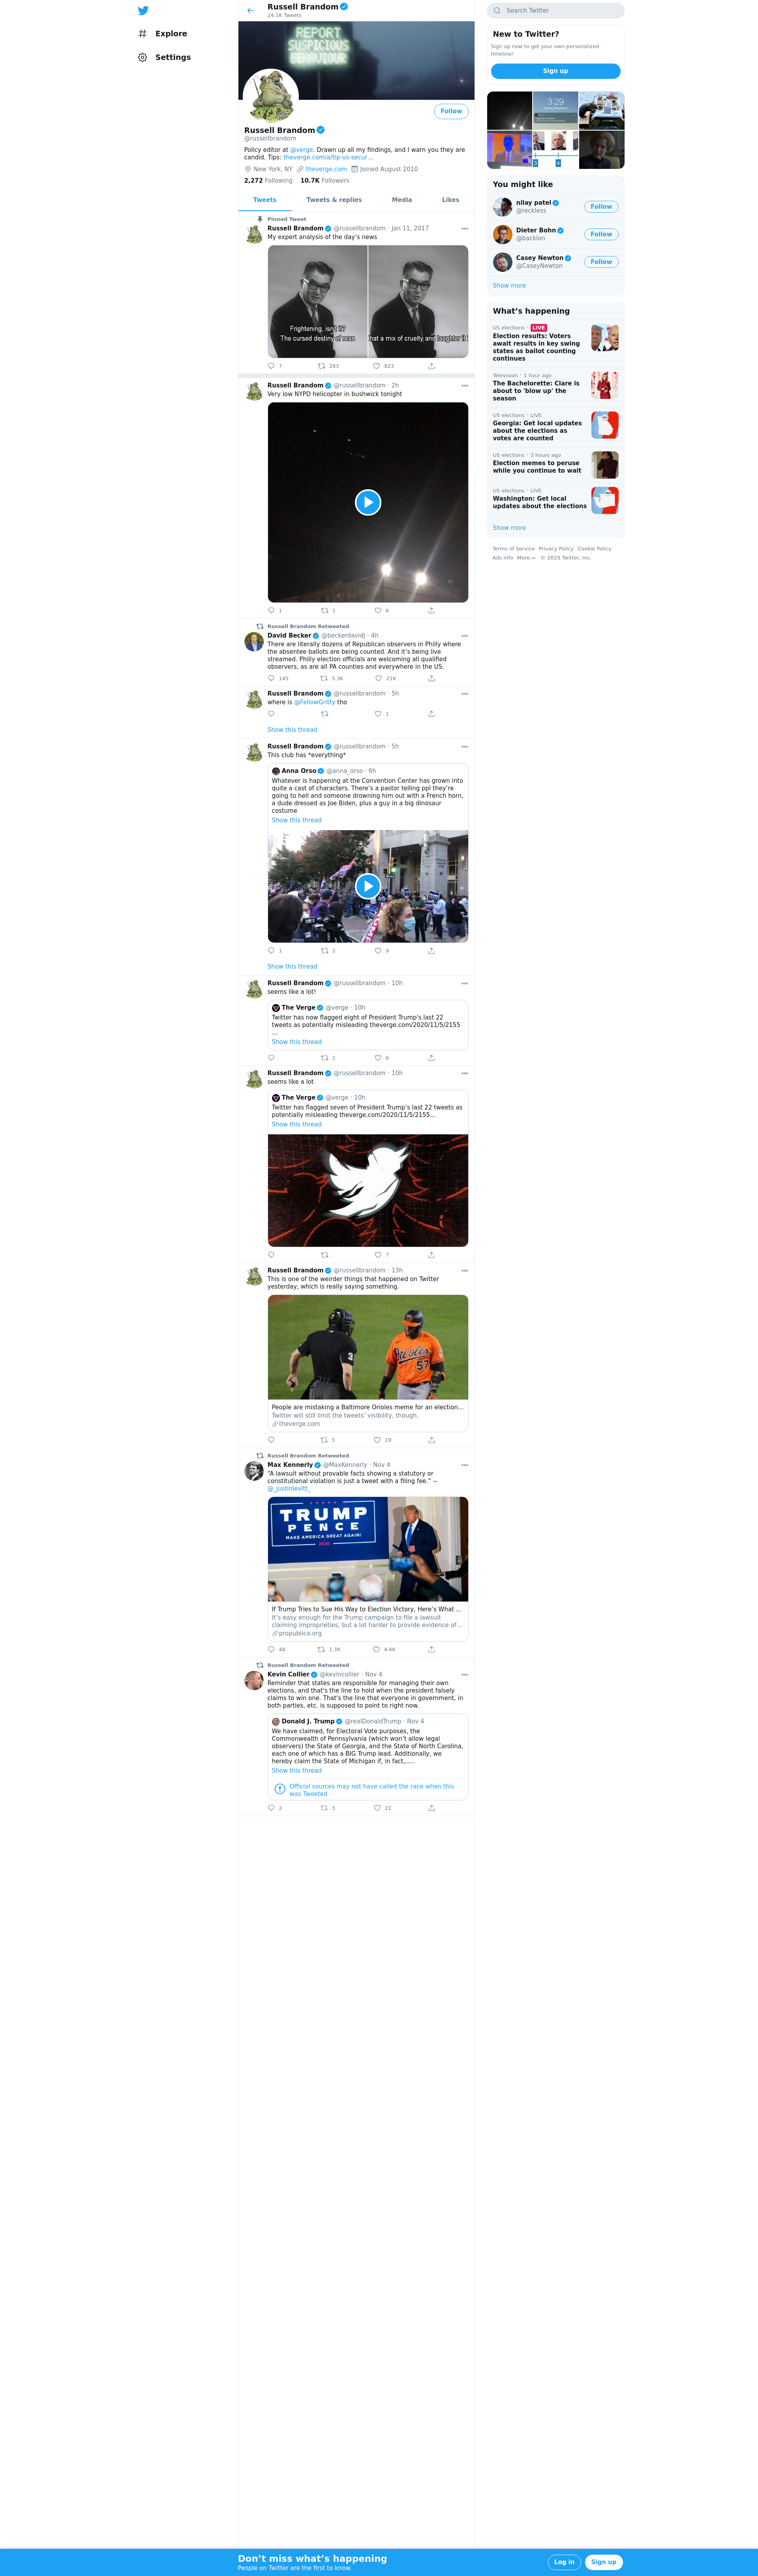 Explore
Settings
Russell Brandom
24.1K Tweets
REPORT
SUSPICIOUS
BEHAVIOUR
Follow
Russell Brandom
@russellbrandom
Policy editor at @verge. Drawn up all my findings, and I warn you they are
candid. Tips: theverge.com/a/tip-us-secur…
New York, NY theverge.com Joined August 2010
2,272 Following 10.7K Followers
Tweets Tweets & replies Media Likes
Pinned Tweet
Russell Brandom @russellbrandom · Jan 11, 2017
My expert analysis of the day's news
Frightening, isn't it?
The cursed destiny of man
that a mix of cruelty and laughter it
7 283 823
Russell Brandom @russellbrandom · 2h
Very low NYPD helicopter in bushwick tonight
1 1 6
Russell Brandom Retweeted
David Becker @beckerdavidj · 4h
There are literally dozens of Republican observers in Philly where
the absentee ballots are being counted. And it's being live
streamed. Philly election officials are welcoming all qualified
observers, as are all PA counties and everywhere in the US.
145 5.3K 21K
Russell Brandom @russellbrandom · 5h
where is @FellowGritty tho
1
Show this thread
Russell Brandom @russellbrandom · 5h
This club has *everything*
Anna Orso @anna_orso · 6h
Whatever is happening at the Convention Center has grown into
quite a cast of characters. There's a pastor telling ppl they're
going to hell and someone drowning him out with a French horn,
a dude dressed as Joe Biden, plus a guy in a big dinosaur
costume
Show this thread
1 2 9
Show this thread
Russell Brandom @russellbrandom · 10h
seems like a lot!
The Verge @verge · 10h
Twitter has now flagged eight of President Trump's last 22
tweets as potentially misleading theverge.com/2020/11/5/2155
…
Show this thread
2 6
Russell Brandom @russellbrandom · 10h
seems like a lot
The Verge @verge · 10h
Twitter has flagged seven of President Trump's last 22 tweets as
potentially misleading theverge.com/2020/11/5/2155…
Show this thread
7
Russell Brandom @russellbrandom · 13h
This is one of the weirder things that happened on Twitter
yesterday, which is really saying something.
3
Orioles
57
People are mistaking a Baltimore Orioles meme for an election…
Twitter will still limit the tweets' visibility, though.
theverge.com
5 19
Russell Brandom Retweeted
Max Kennerly @MaxKennerly · Nov 4
"A lawsuit without provable facts showing a statutory or
constitutional violation is just a tweet with a filing fee." --
@_justinlevitt_
TRUMP
PENCE
MAKE AMERICA GREAT AGAIN!
2020
If Trump Tries to Sue His Way to Election Victory, Here's What …
It's easy enough for the Trump campaign to file a lawsuit
claiming improprieties, but a lot harder to provide evidence of…
propublica.org
48 1.3K 4.6K
Russell Brandom Retweeted
Kevin Collier @kevincollier · Nov 4
Reminder that states are responsible for managing their own
elections, and that's the line to hold when the president falsely
claims to win one. That's the line that everyone in government, in
both parties, etc. is supposed to point to right now.
Donald J. Trump @realDonaldTrump · Nov 4
We have claimed, for Electoral Vote purposes, the
Commonwealth of Pennsylvania (which won't allow legal
observers) the State of Georgia, and the State of North Carolina,
each one of which has a BIG Trump lead. Additionally, we
hereby claim the State of Michigan if, in fact,.....
Show this thread
Official sources may not have called the race when this
was Tweeted
2 3 22
Search Twitter
New to Twitter?
Sign up now to get your own personalized
timeline!
Sign up
3:29
3 4
You might like
nilay patel
@reckless
Follow
Dieter Bohn
@backlon
Follow
Casey Newton
@CaseyNewton
Follow
Show more
What's happening
US elections · LIVE
Election results: Voters
await results in key swing
states as ballot counting
continues
Television · 1 hour ago
The Bachelorette: Clare is
about to 'blow up' the
season
US elections · LIVE
Georgia: Get local updates
about the elections as
votes are counted
US elections · 3 hours ago
Election memes to peruse
while you continue to wait
US elections · LIVE
Washington: Get local
updates about the elections
Show more
Terms of Service Privacy Policy Cookie Policy
Ads info More © 2020 Twitter, Inc.
Don't miss what's happening
People on Twitter are the first to know.
Log in
Sign up